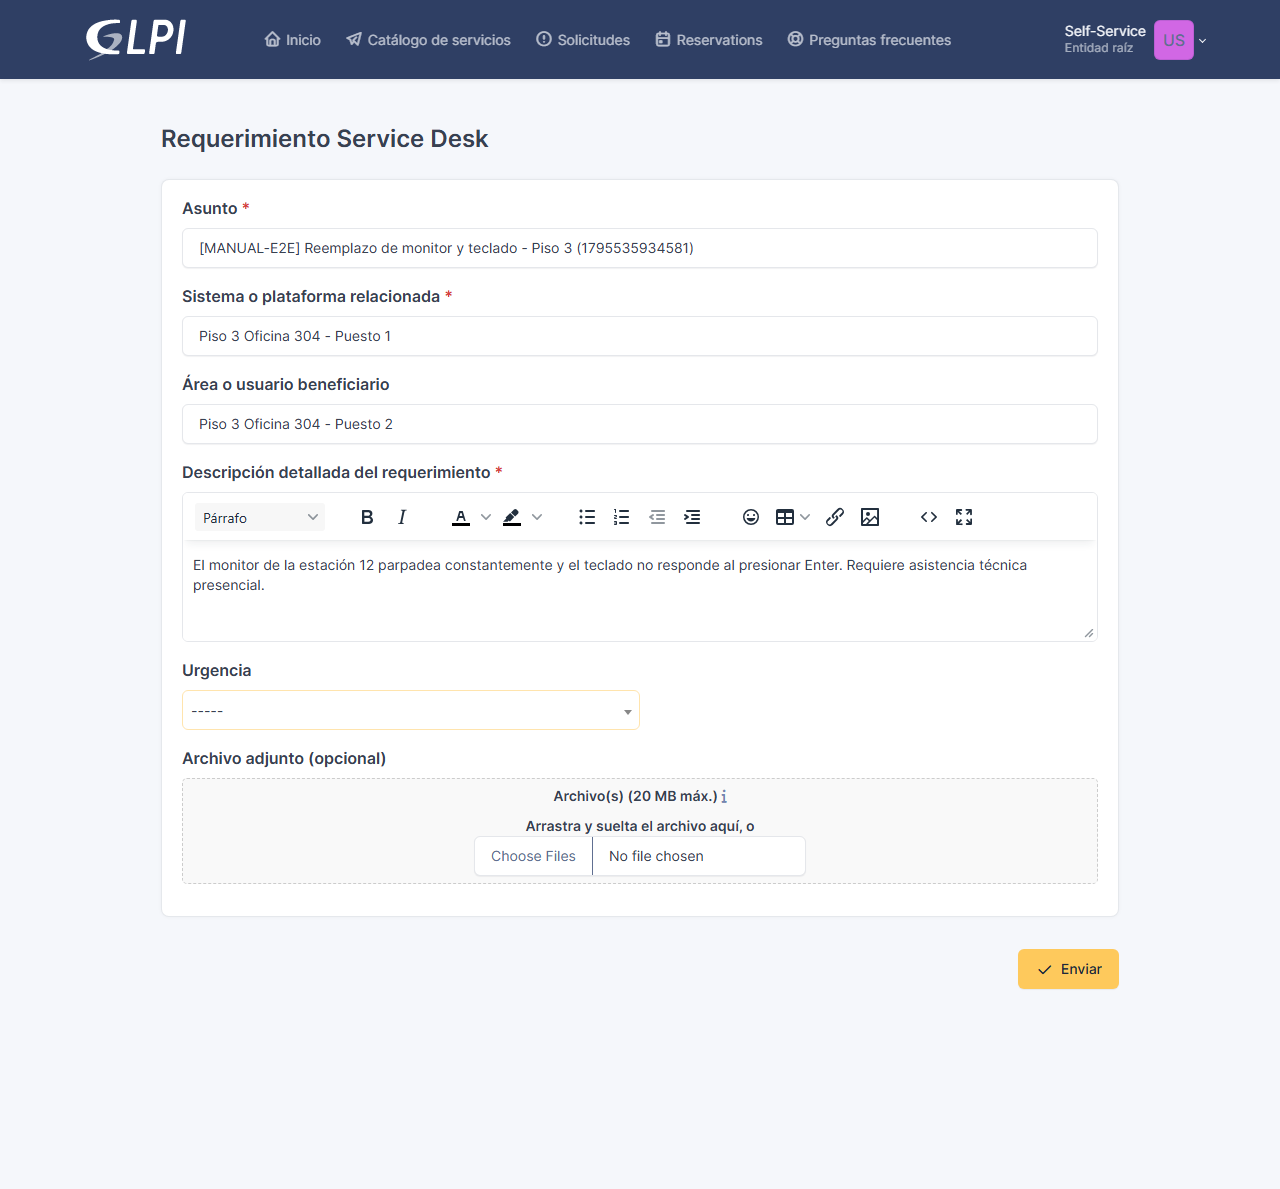 GLPI
Inicio
Catálogo de servicios
Solicitudes
Reservations
Preguntas frecuentes
Self-Service
Entidad raíz
US
Requerimiento Service Desk
Asunto *
[MANUAL-E2E] Reemplazo de monitor y teclado - Piso 3 (1795535934581)
Sistema o plataforma relacionada *
Piso 3 Oficina 304 - Puesto 1
Área o usuario beneficiario
Piso 3 Oficina 304 - Puesto 2
Descripción detallada del requerimiento *
Párrafo
B I A
El monitor de la estación 12 parpadea constantemente y el teclado no responde al presionar Enter. Requiere asistencia técnica
presencial.
Urgencia
-----
Archivo adjunto (opcional)
Archivo(s) (20 MB máx.) i
Arrastra y suelta el archivo aquí, o
Choose Files No file chosen
Enviar